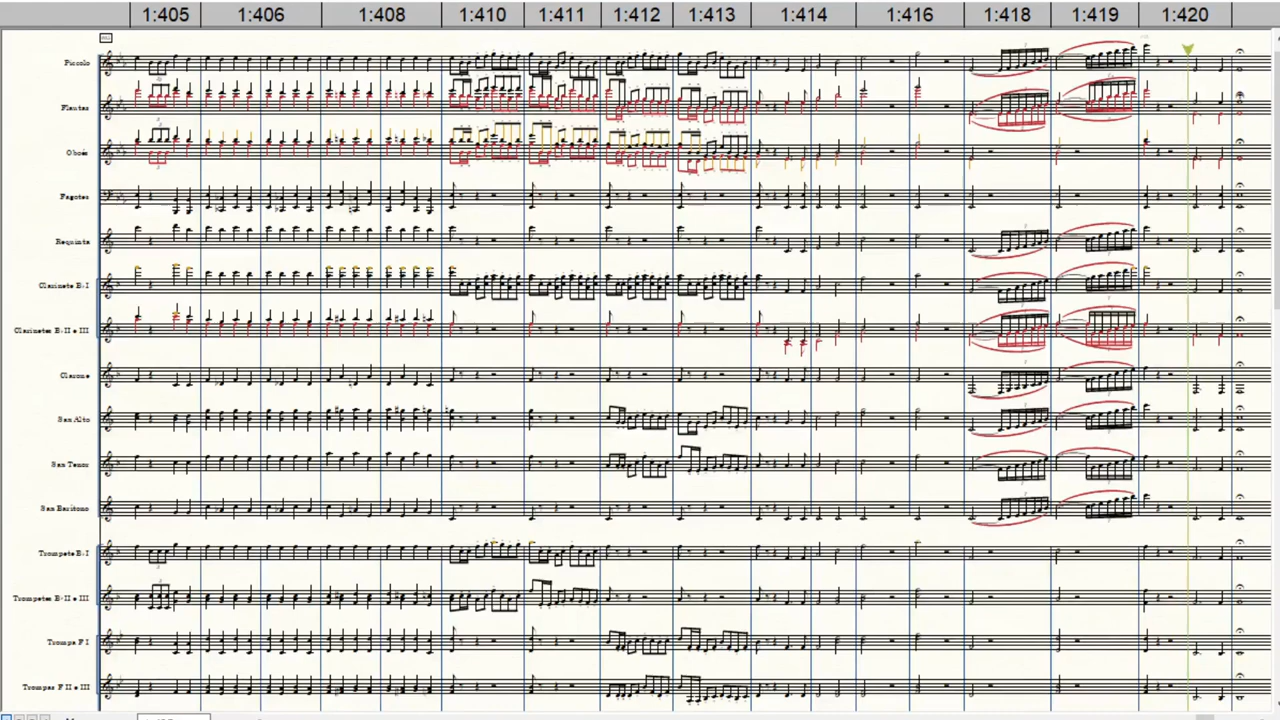 1:405 1:406 1:408 1:410 1:411 1:412 1:413 1:414 1:416 1:418 1:419 1:420
Piccolo
Flautas
Oboés
Fagotes
Requinta
Clarinete B♭ I
Clarinetes B♭ II e III
Clarone
Sax Alto
Sax Tenor
Sax Barítono
Trompete B♭ I
Trompetes B♭ II e III
Trompa F I
Trompas F II e III